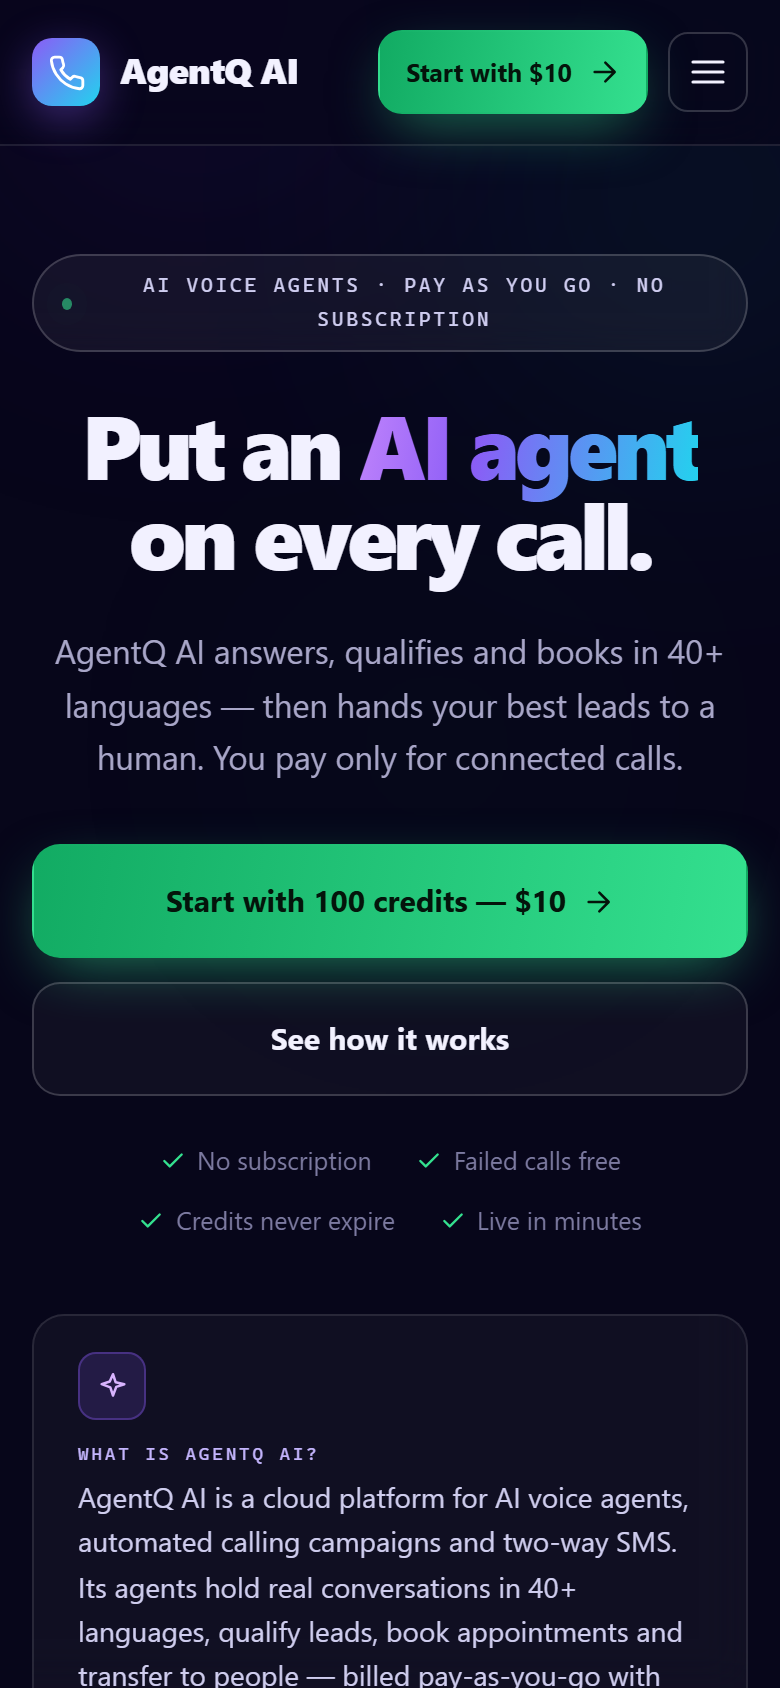 AgentQ AI
Start with $10
AI VOICE AGENTS · PAY AS YOU GO · NO
SUBSCRIPTION
Put an AI agent
on every call.
AgentQ AI answers, qualifies and books in 40+
languages — then hands your best leads to a
human. You pay only for connected calls.
Start with 100 credits — $10
See how it works
No subscription
Failed calls free
Credits never expire
Live in minutes
WHAT IS AGENTQ AI?
AgentQ AI is a cloud platform for AI voice agents,
automated calling campaigns and two-way SMS.
Its agents hold real conversations in 40+
languages, qualify leads, book appointments and
transfer to people — billed pay-as-you-go with